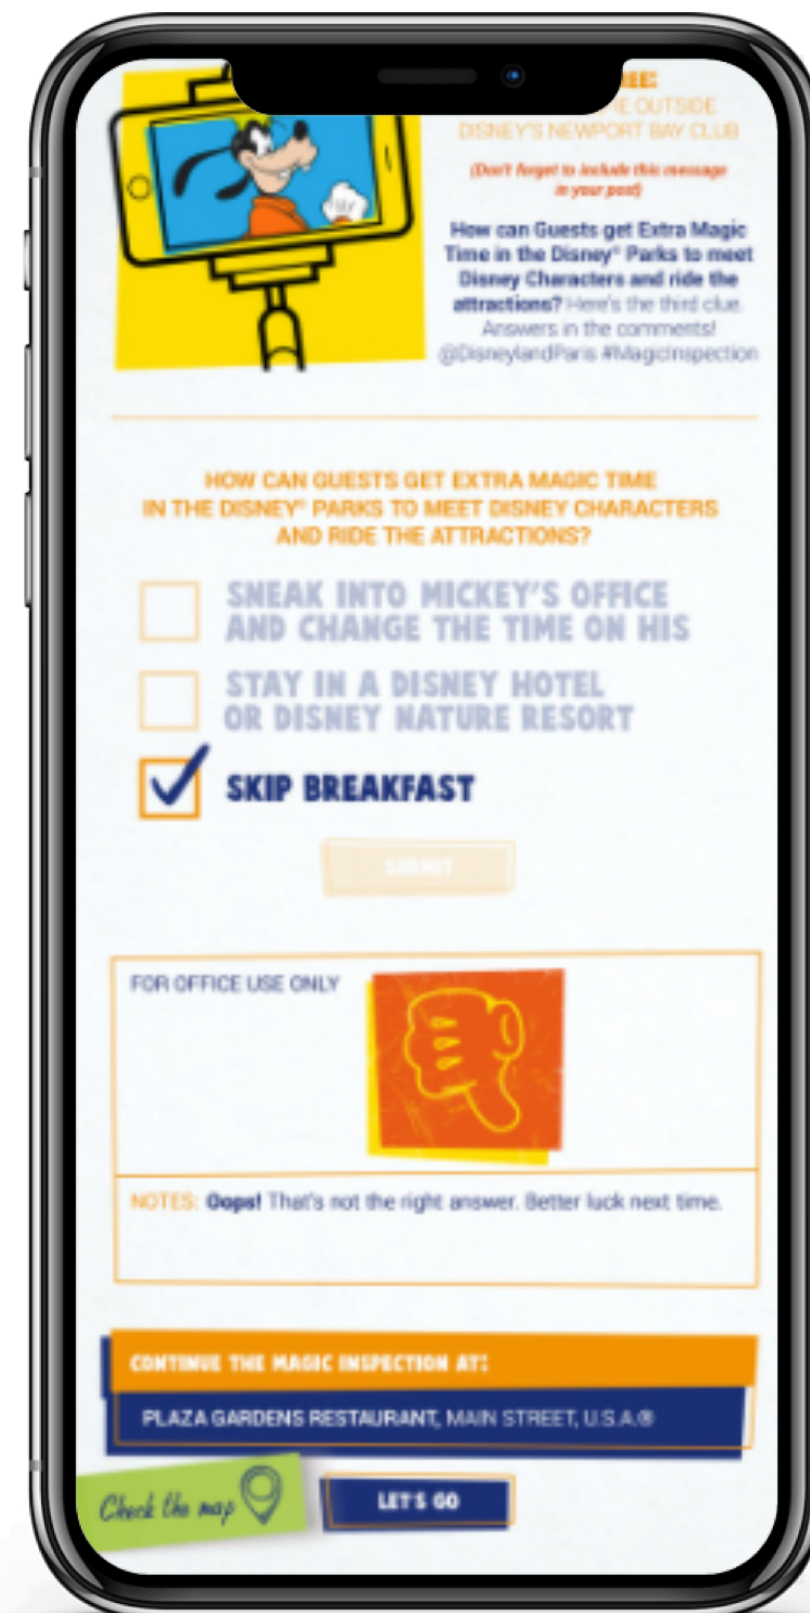 OUTSIDE
DISNEY'S NEWPORT BAY CLUB
(Don't forget to include this message
in your post)
How can Guests get Extra Magic
Time in the Disney® Parks to meet
Disney Characters and ride the
attractions? Here's the third clue.
Answers in the comments!
@DisneylandParis #MagicInspection
HOW CAN GUESTS GET EXTRA MAGIC TIME
IN THE DISNEY® PARKS TO MEET DISNEY CHARACTERS
AND RIDE THE ATTRACTIONS?
SNEAK INTO MICKEY'S OFFICE
AND CHANGE THE TIME ON HIS
STAY IN A DISNEY HOTEL
OR DISNEY NATURE RESORT
SKIP BREAKFAST
SUBMIT
FOR OFFICE USE ONLY
NOTES: Oops! That's not the right answer. Better luck next time.
CONTINUE THE MAGIC INSPECTION AT:
PLAZA GARDENS RESTAURANT, MAIN STREET, U.S.A.®
Check the map
LET'S GO